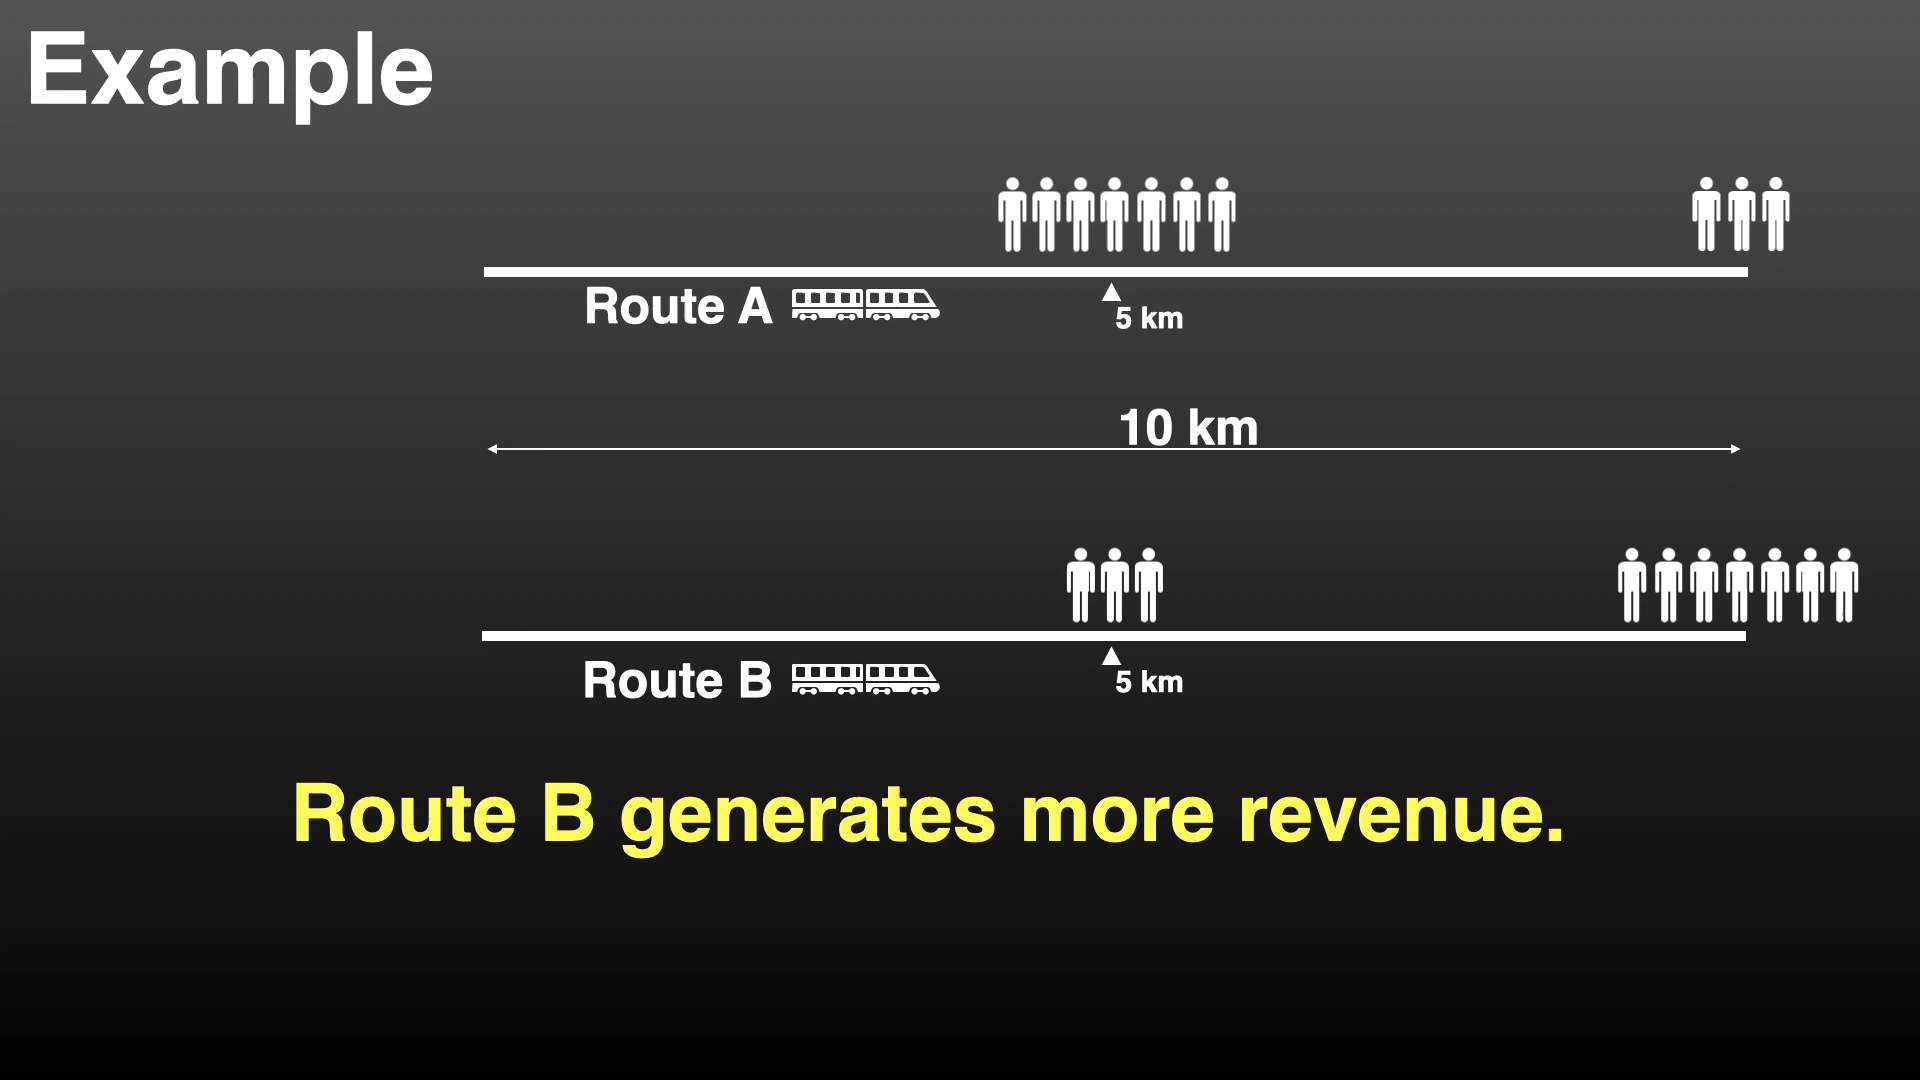 Example
Route A
5 km
10 km
Route B
5 km
Route B generates more revenue.